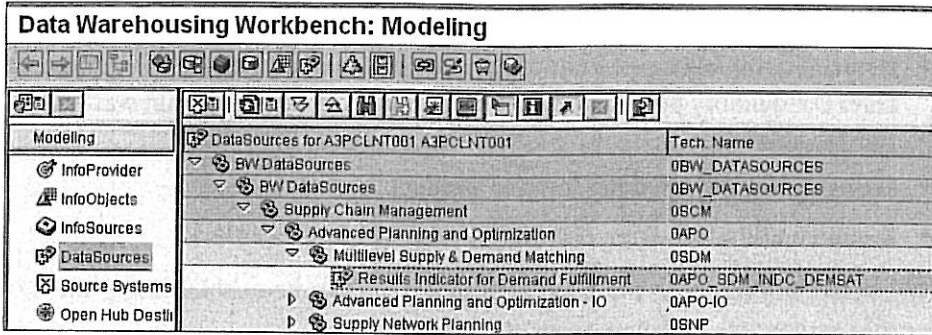 Data Warehousing Workbench: Modeling
Modeling
InfoProvider
InfoObjects
InfoSources
DataSources
Source Systems
Open Hub Destin
DataSources for A3PCLNT001 A3PCLNT001 Tech. Name
BW DataSources 0BW_DATASOURCES
BW DataSources 0BW_DATASOURCES
Supply Chain Management 0SCM
Advanced Planning and Optimization 0APO
Multilevel Supply & Demand Matching 0SDM
Results Indicator for Demand Fulfillment 0APO_SDM_INDC_DEMSAT
Advanced Planning and Optimization - IO 0APO-IO
Supply Network Planning 0SNP